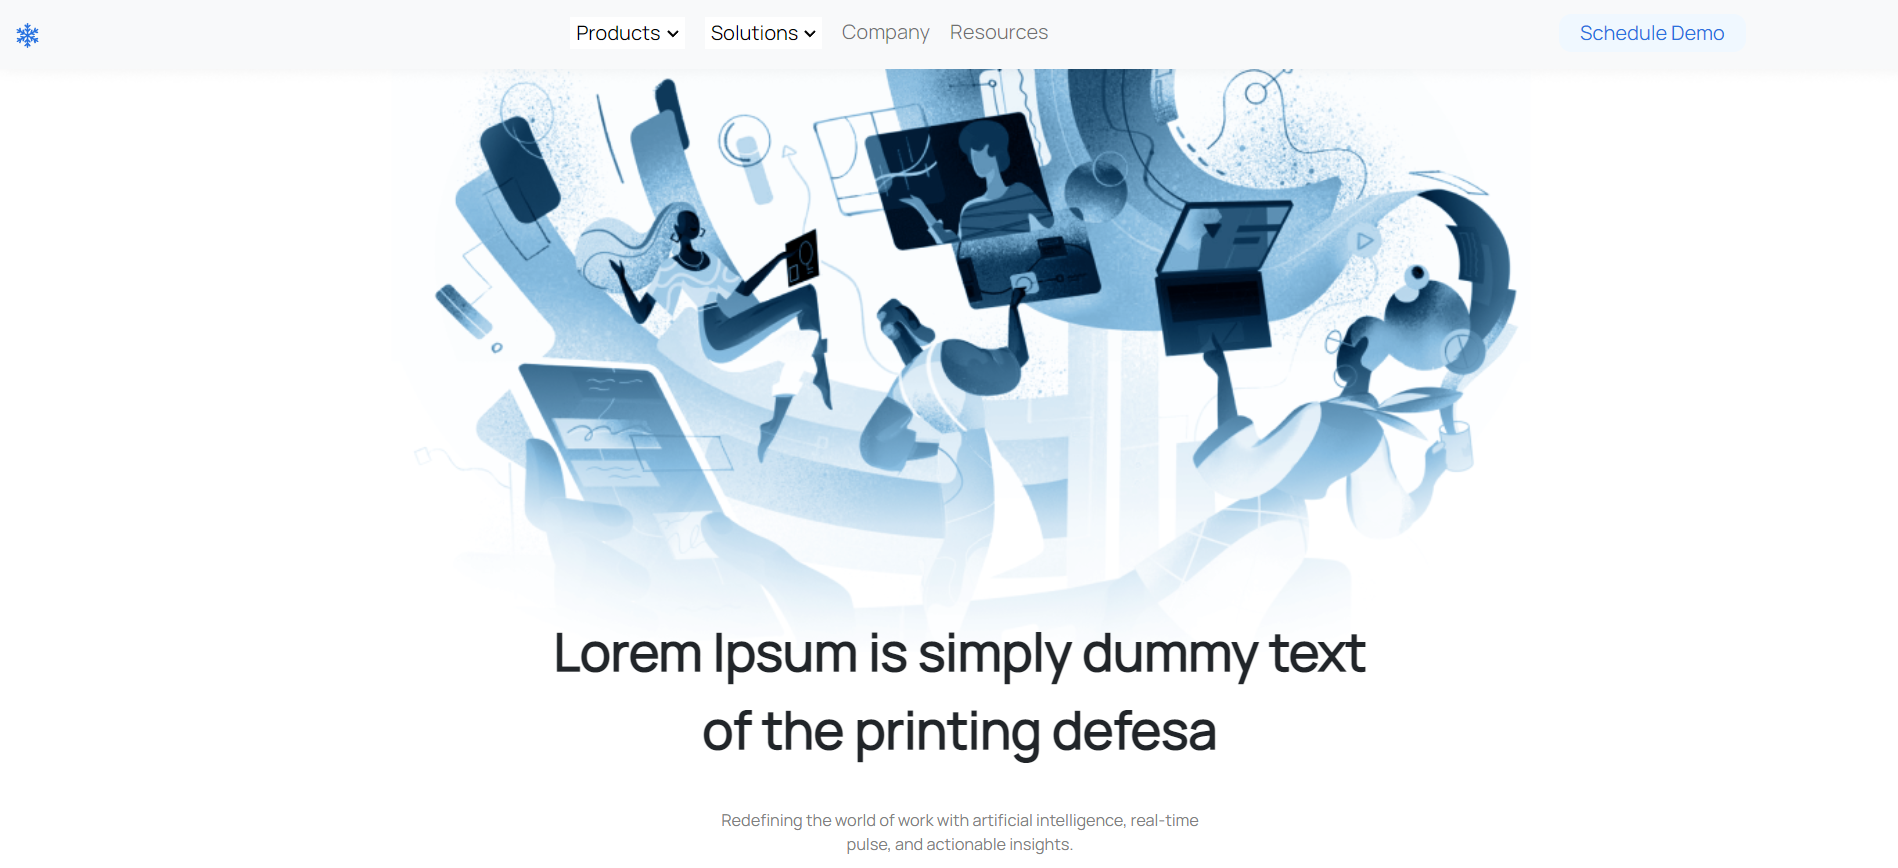 Products
Solutions
Company
Resources
Schedule Demo
Lorem Ipsum is simply dummy text
of the printing defesa
Redefining the world of work with artificial intelligence, real-time
pulse, and actionable insights.